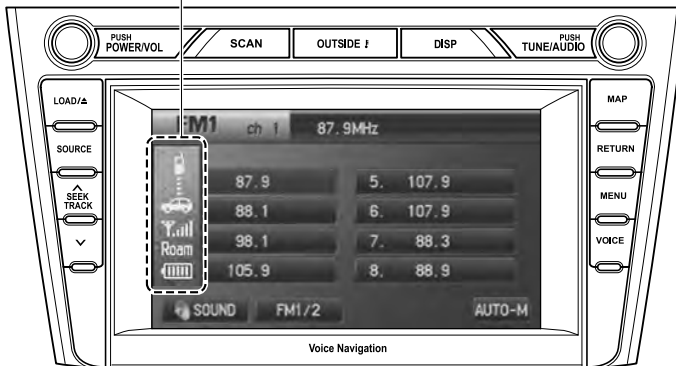 PUSH
POWER/VOL
SCAN
OUTSIDE
DISP
PUSH
TUNE/AUDIO
LOAD/⏏
SOURCE
SEEK
TRACK
MAP
RETURN
MENU
VOICE
FM1 ch 1 87.9MHz
87.9 5. 107.9
88.1 6. 107.9
Roam 98.1 7. 88.3
105.9 8. 88.9
SOUND FM1/2 AUTO-M
Voice Navigation